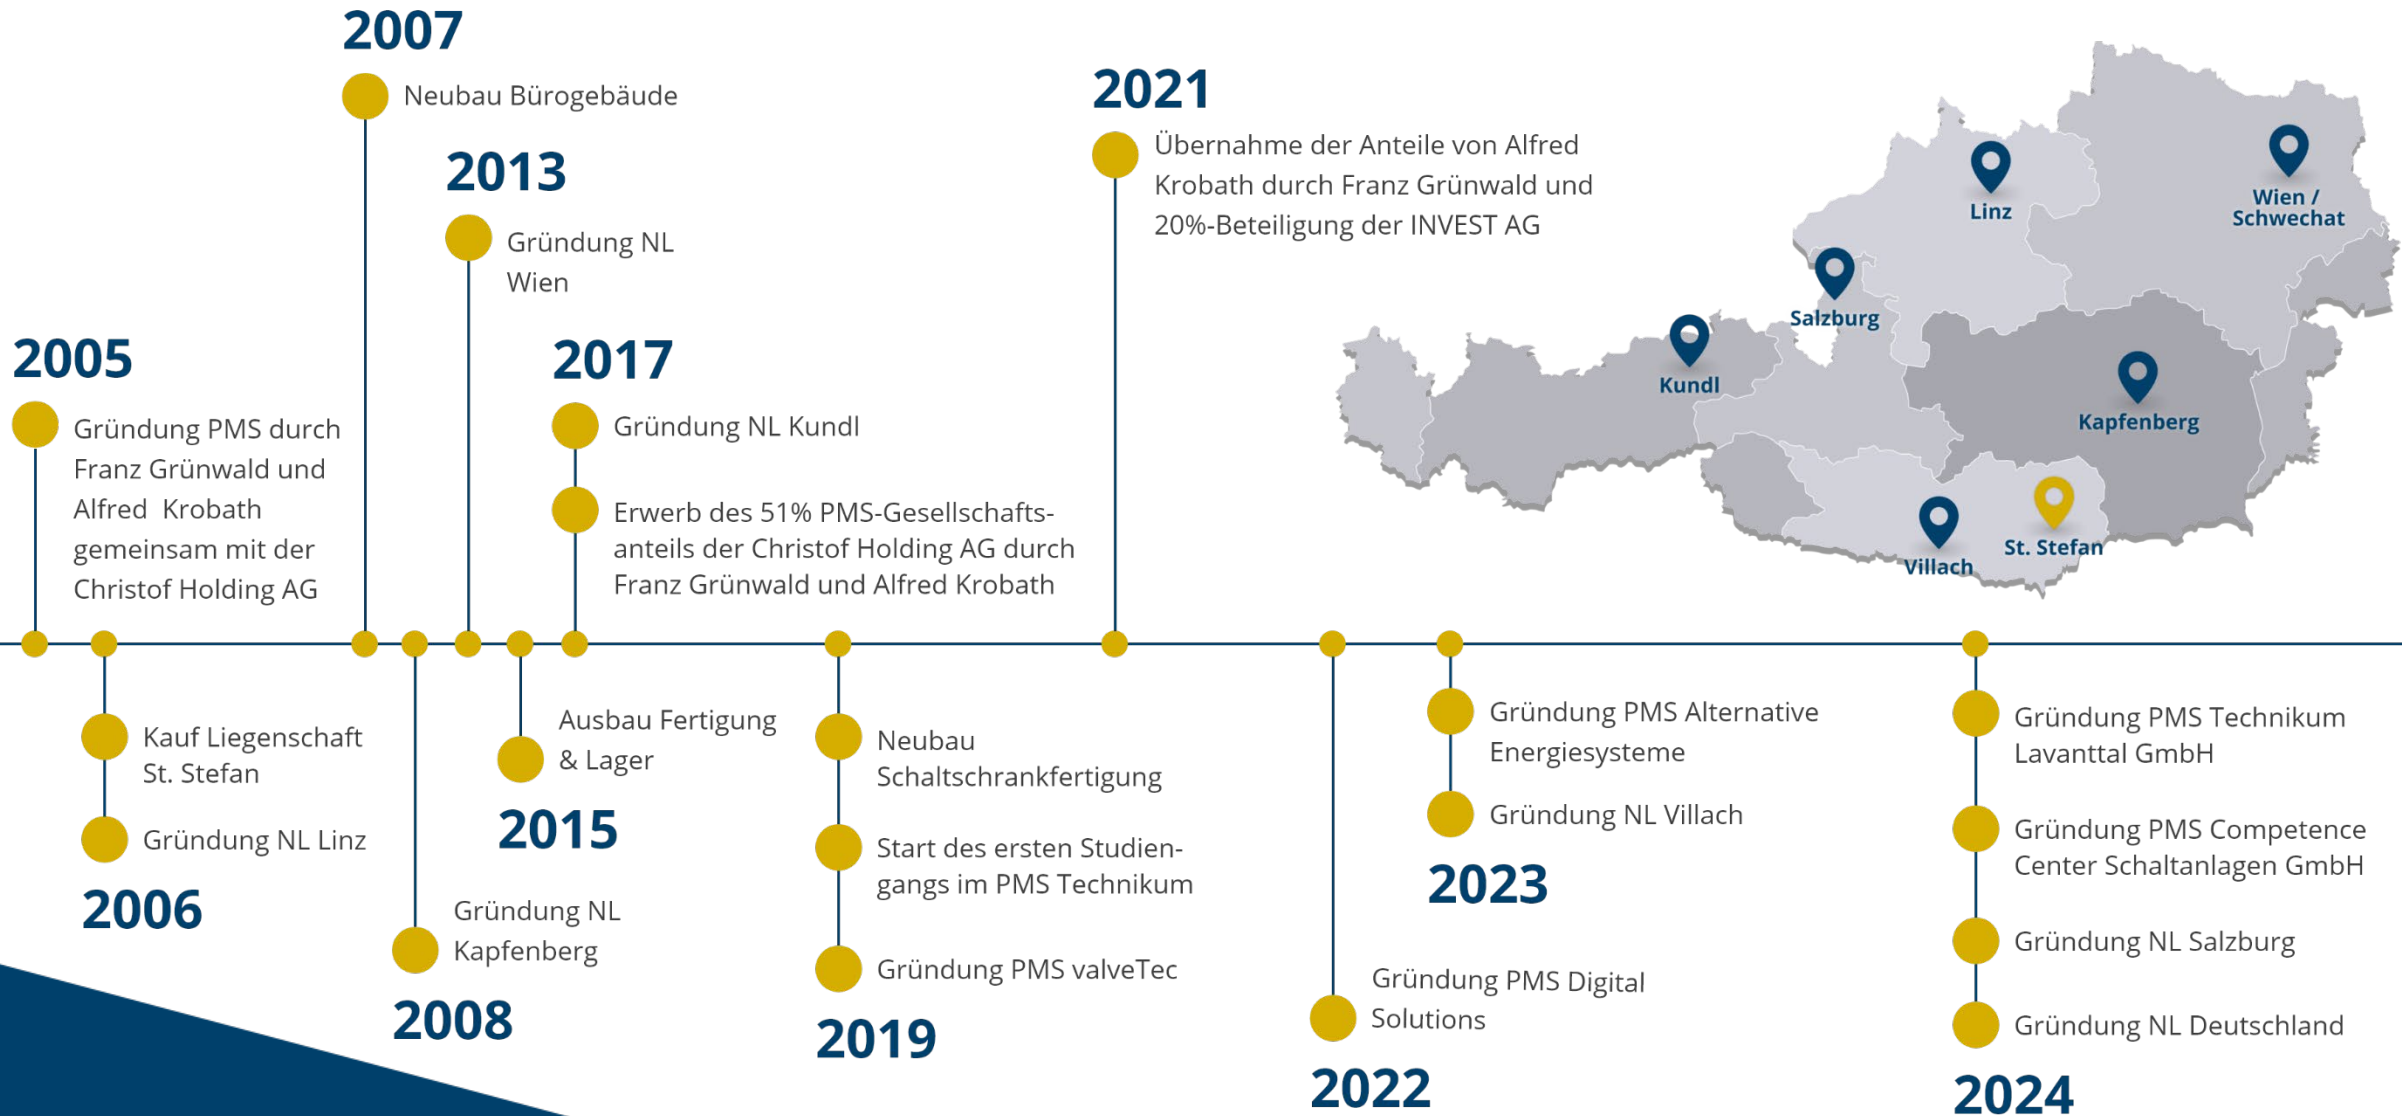 2007
Neubau Bürogebäude
2013
Gründung NL
Wien
2005
Gründung PMS durch
Franz Grünwald und
Alfred  Krobath
gemeinsam mit der
Christof Holding AG
2017
Gründung NL Kundl
Erwerb des 51% PMS-Gesellschafts-
anteils der Christof Holding AG durch
Franz Grünwald und Alfred Krobath
2021
Übernahme der Anteile von Alfred
Krobath durch Franz Grünwald und
20%-Beteiligung der INVEST AG
Linz
Wien /
Schwechat
Salzburg
Kundl
Kapfenberg
St. Stefan
Villach
Kauf Liegenschaft
St. Stefan
Gründung NL Linz
2006
Gründung NL
Kapfenberg
2008
Ausbau Fertigung
& Lager
2015
Neubau
Schaltschrankfertigung
Start des ersten Studien-
gangs im PMS Technikum
Gründung PMS valveTec
2019
Gründung PMS Digital
Solutions
2022
Gründung PMS Alternative
Energiesysteme
Gründung NL Villach
2023
Gründung PMS Technikum
Lavanttal GmbH
Gründung PMS Competence
Center Schaltanlagen GmbH
Gründung NL Salzburg
Gründung NL Deutschland
2024